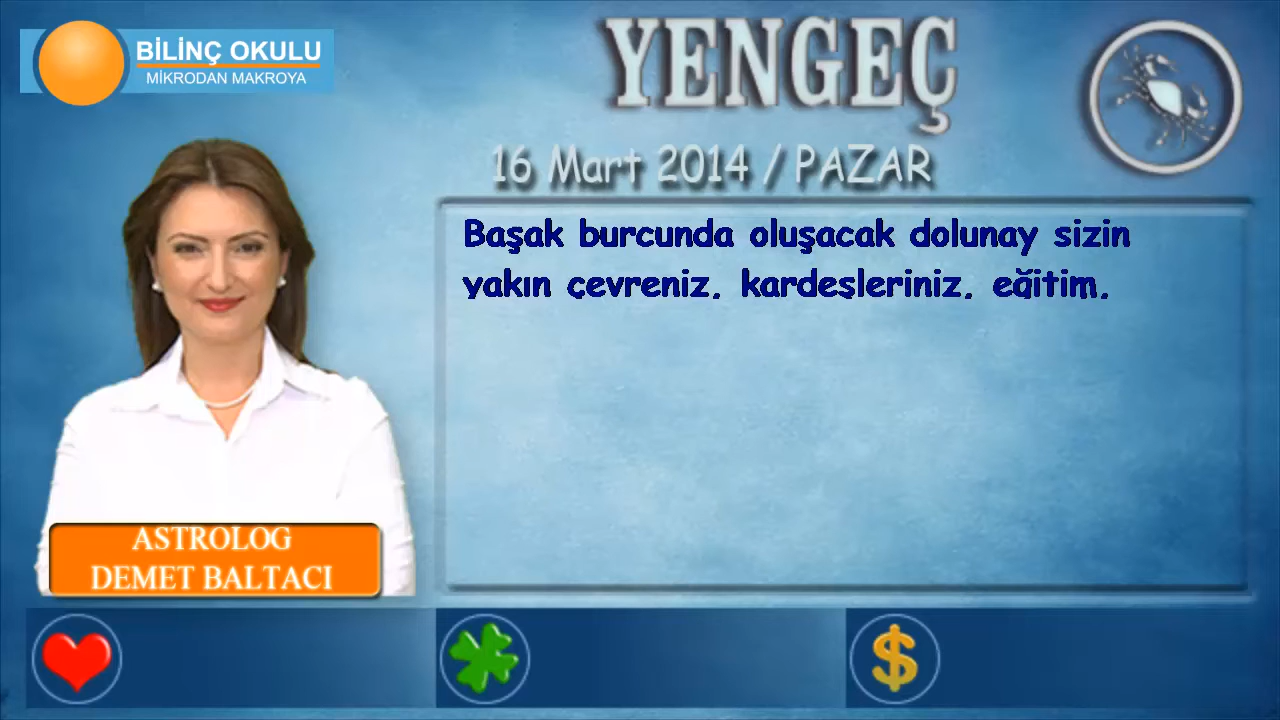 BİLİNÇ OKULU
MİKRODAN MAKROYA
YENGEÇ
16 Mart 2014 / PAZAR
Başak burcunda oluşacak dolunay sizin
yakın çevreniz, kardeşleriniz, eğitim,
ASTROLOG
DEMET BALTACI